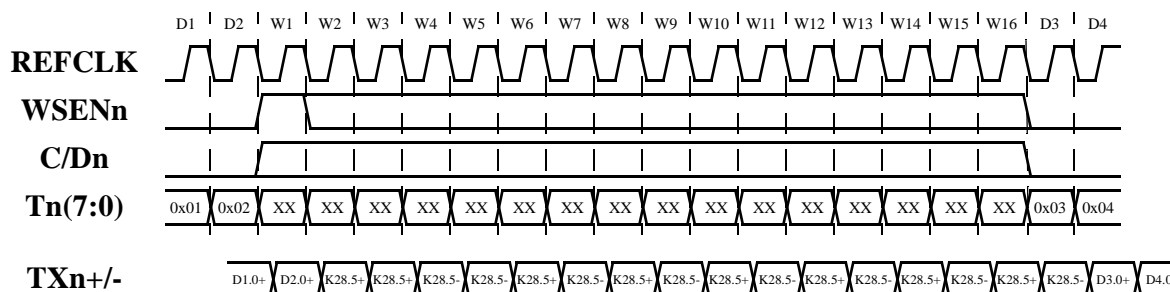 D1 D2 W1 W2 W3 W4 W5 W6 W7 W8 W9 W10 W11 W12 W13 W14 W15 W16 D3 D4
REFCLK
WSENn
C/Dn
Tn(7:0) 0x01 0x02 XX XX XX XX XX XX XX XX XX XX XX XX XX XX XX XX 0x03 0x04
TXn+/- D1.0+ D2.0+ K28.5+ K28.5+ K28.5- K28.5- K28.5+ K28.5- K28.5+ K28.5- K28.5+ K28.5- K28.5+ K28.5- K28.5+ K28.5- K28.5+ K28.5- D3.0+ D4.0